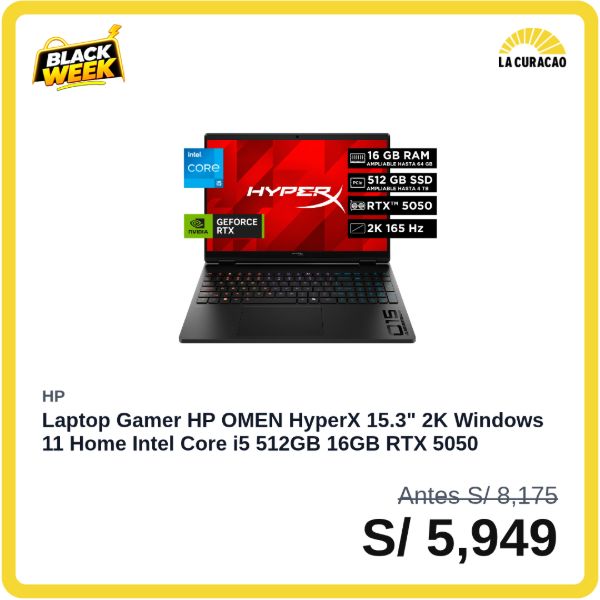 BLACK
WEEK
LA CURACAO
intel
CORE
i5
NVIDIA
GEFORCE
RTX
HYPERX
16 GB RAM
AMPLIABLE HASTA 64 GB
PCIe
512 GB SSD
AMPLIABLE HASTA 4 TB
RTX™ 5050
2K 165 Hz
HP
Laptop Gamer HP OMEN HyperX 15.3" 2K Windows
11 Home Intel Core i5 512GB 16GB RTX 5050
Antes S/ 8,175
S/ 5,949